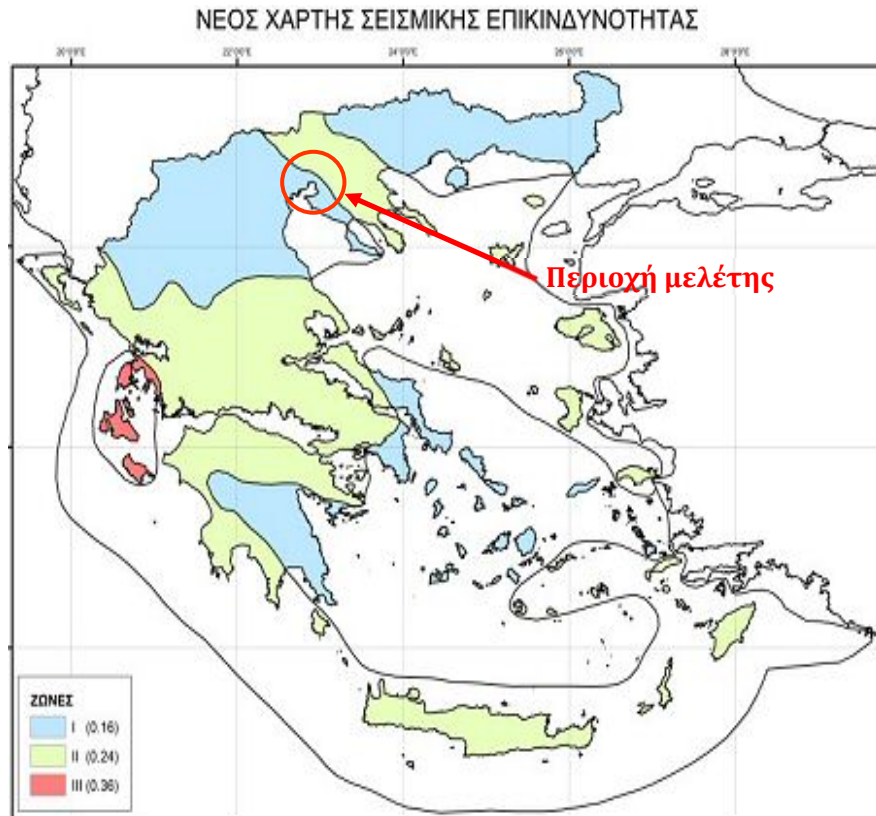 ΝΕΟΣ ΧΑΡΤΗΣ ΣΕΙΣΜΙΚΗΣ ΕΠΙΚΙΝΔΥΝΟΤΗΤΑΣ
Περιοχή μελέτης
ΖΩΝΕΣ
I (0.16)
II (0.24)
III (0.36)